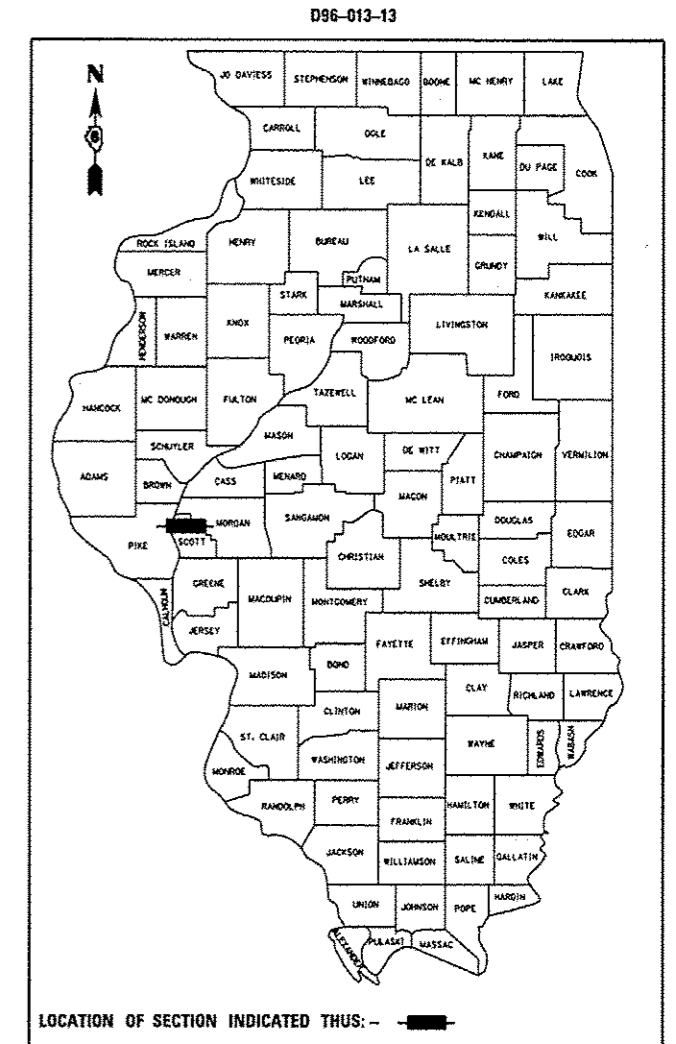 D96-013-13
N
JO DAVIESS STEPHENSON WINNEBAGO BOONE MC HENRY LAKE
CARROLL OGLE
DE KALB KANE DU PAGE COOK
WHITESIDE LEE
KENDALL
ROCK ISLAND HENRY BUREAU LA SALLE WILL
GRUNDY
MERCER PUTNAM
STARK MARSHALL KANKAKEE
HENDERSON WARREN KNOX LIVINGSTON
PEORIA WOODFORD IROQUOIS
TAZEWELL FORD
HANCOCK MC DONOUGH FULTON MC LEAN
MASON
SCHUYLER LOGAN DE WITT CHAMPAIGN VERMILION
ADAMS BROWN CASS MENARD PIATT
MACON
MORGAN SANGAMON DOUGLAS
PIKE SCOTT MOULTRIE EDGAR
CHRISTIAN COLES
SHELBY
GREENE MACOUPIN MONTGOMERY CUMBERLAND CLARK
CALHOUN
JERSEY FAYETTE EFFINGHAM JASPER CRAWFORD
BOND
MADISON CLAY RICHLAND LAWRENCE
CLINTON MARION
ST. CLAIR WAYNE EDWARDS WABASH
WASHINGTON JEFFERSON
MONROE
RANDOLPH PERRY HAMILTON WHITE
FRANKLIN
JACKSON WILLIAMSON SALINE GALLATIN
HARDIN
UNION JOHNSON POPE
ALEXANDER PULASKI MASSAC
LOCATION OF SECTION INDICATED THUS: -